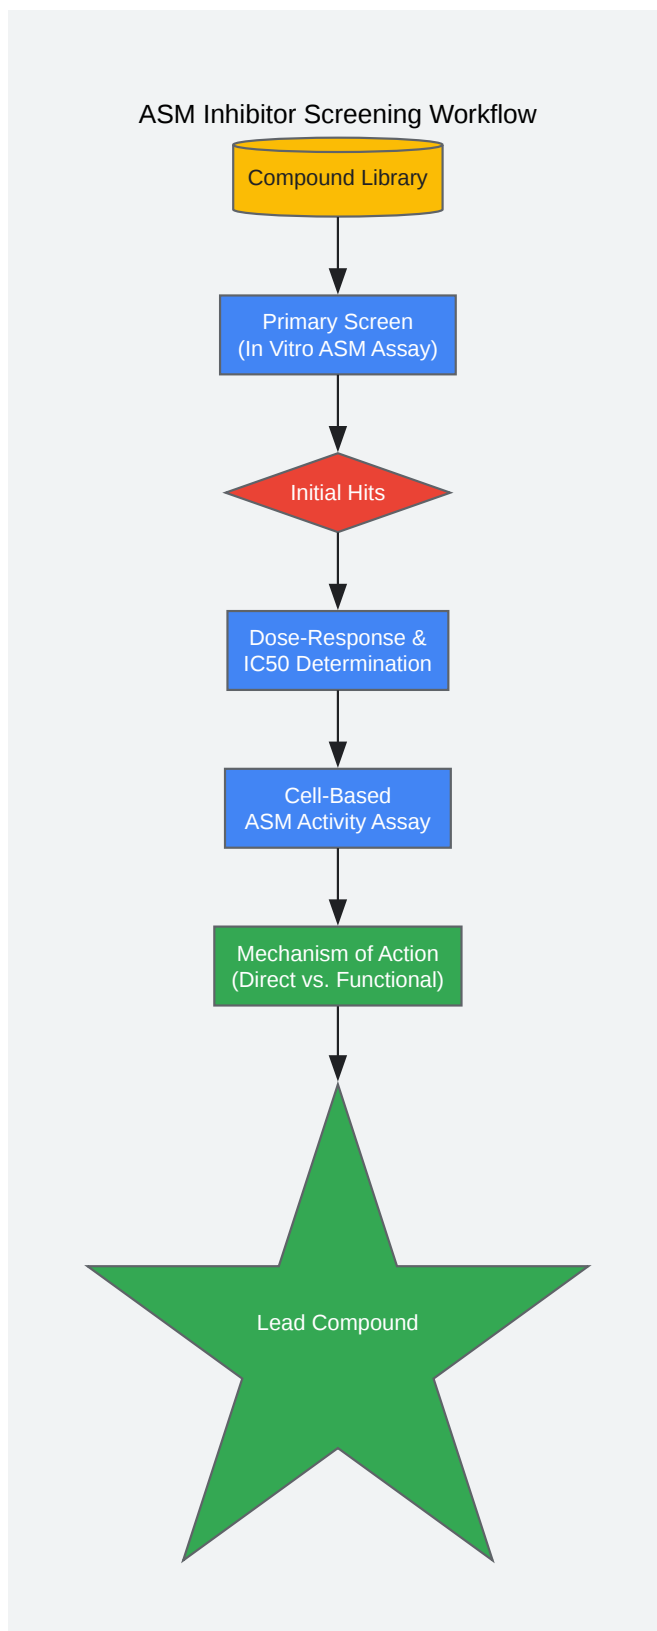 ASM Inhibitor Screening Workflow
Compound Library
Primary Screen
(In Vitro ASM Assay)
Initial Hits
Dose-Response &
IC50 Determination
Cell-Based
ASM Activity Assay
Mechanism of Action
(Direct vs. Functional)
Lead Compound